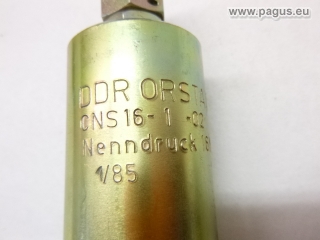 www.pagus.eu
DDR ORSTA
ONS16-1 -02
Nenndruck
1/85